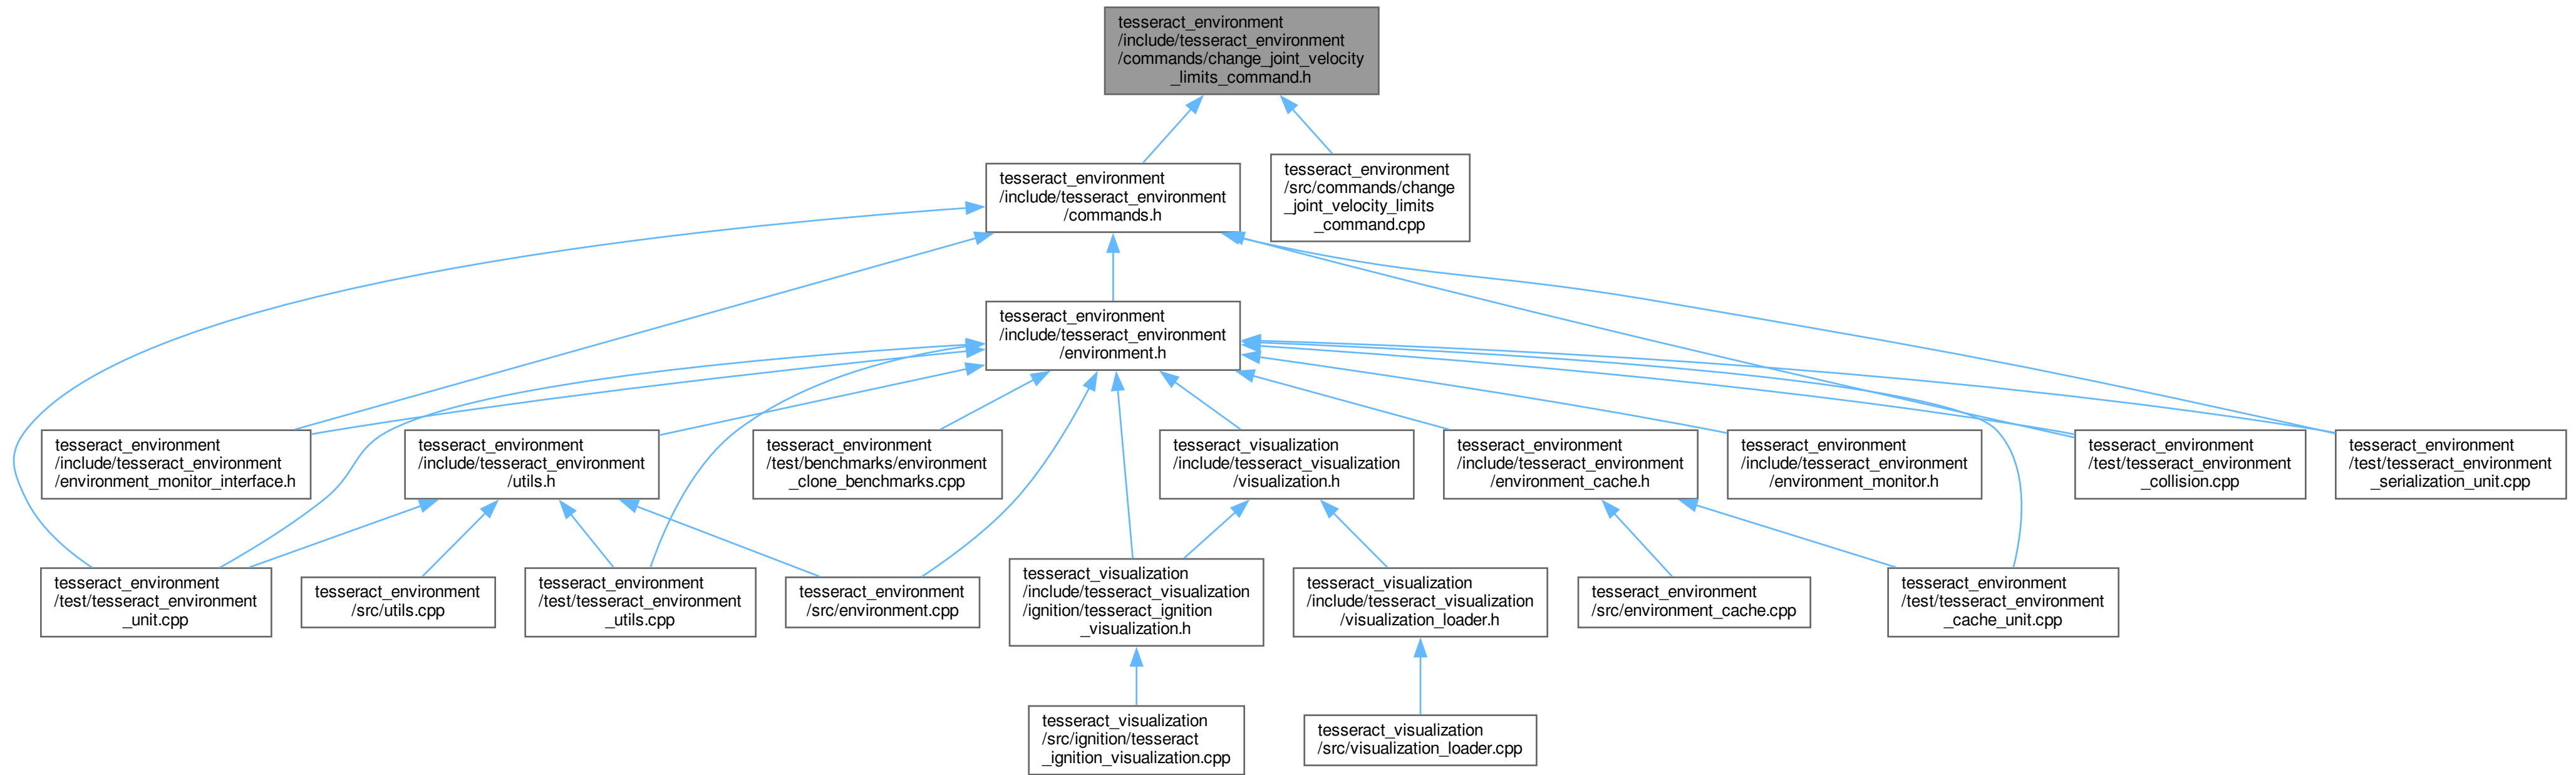 tesseract_environment
/include/tesseract_environment
/commands/change_joint_velocity
_limits_command.h
tesseract_environment
/include/tesseract_environment
/commands.h
tesseract_environment
/src/commands/change
_joint_velocity_limits
_command.cpp
tesseract_environment
/include/tesseract_environment
/environment.h
tesseract_environment
/include/tesseract_environment
/environment_monitor_interface.h
tesseract_environment
/include/tesseract_environment
/utils.h
tesseract_environment
/test/benchmarks/environment
_clone_benchmarks.cpp
tesseract_visualization
/include/tesseract_visualization
/visualization.h
tesseract_environment
/include/tesseract_environment
/environment_cache.h
tesseract_environment
/include/tesseract_environment
/environment_monitor.h
tesseract_environment
/test/tesseract_environment
_collision.cpp
tesseract_environment
/test/tesseract_environment
_serialization_unit.cpp
tesseract_environment
/test/tesseract_environment
_unit.cpp
tesseract_environment
/src/utils.cpp
tesseract_environment
/test/tesseract_environment
_utils.cpp
tesseract_environment
/src/environment.cpp
tesseract_visualization
/include/tesseract_visualization
/ignition/tesseract_ignition
_visualization.h
tesseract_visualization
/include/tesseract_visualization
/visualization_loader.h
tesseract_environment
/src/environment_cache.cpp
tesseract_environment
/test/tesseract_environment
_cache_unit.cpp
tesseract_visualization
/src/ignition/tesseract
_ignition_visualization.cpp
tesseract_visualization
/src/visualization_loader.cpp